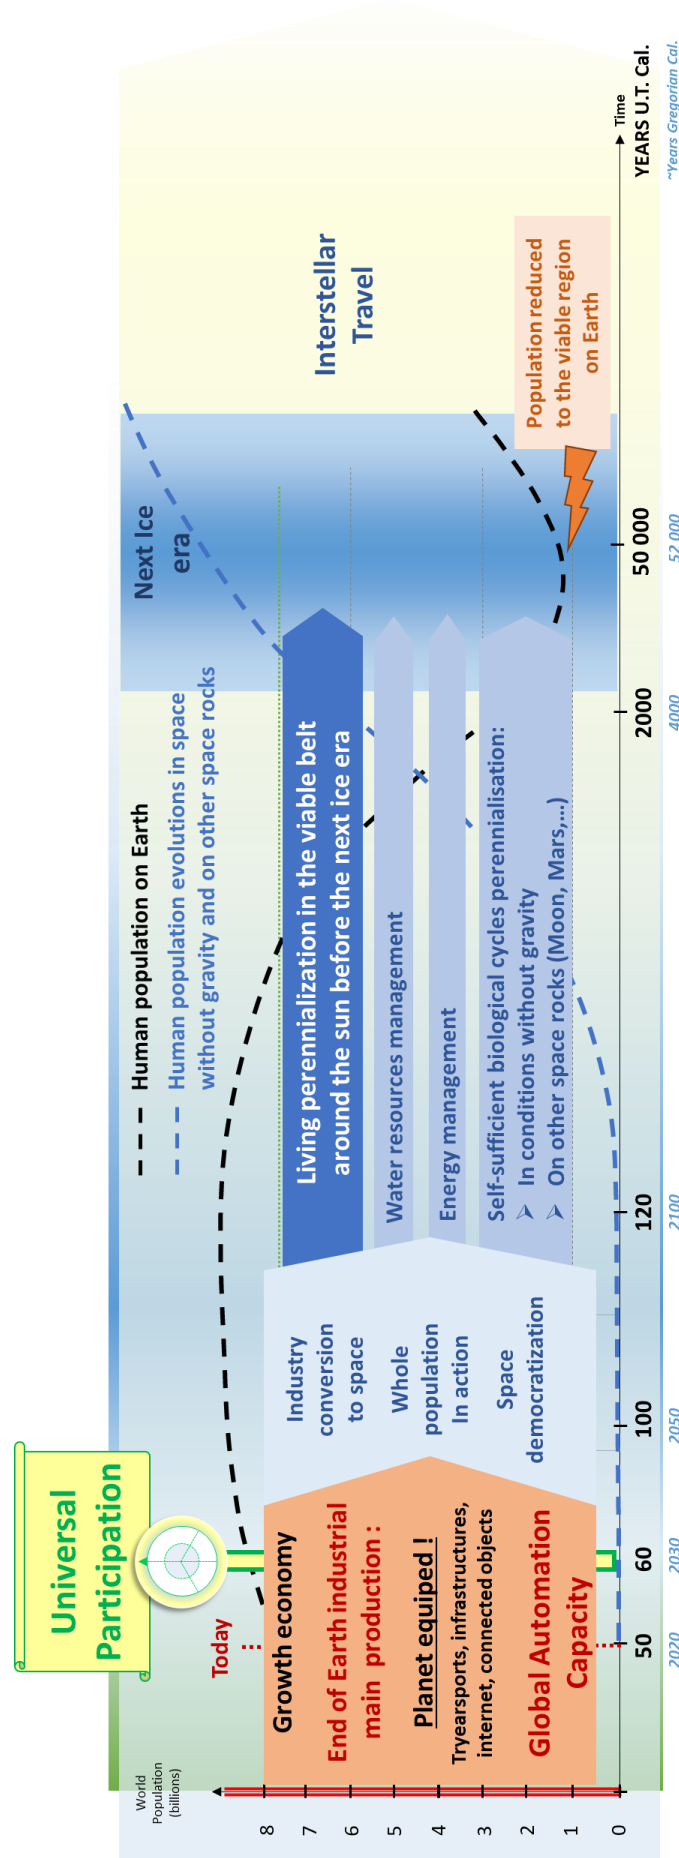 Universal
Participation
World
Population
(billions)
Today
Human population on Earth
Human population evolutions in space
without gravity and on other space rocks
Next Ice
era
Interstellar
Travel
Growth economy
End of Earth industrial
main production :
Planet equiped !
Tryearsports, infrastructures,
internet, connected objects
Global Automation
Capacity
Industry
conversion
to space
Whole
population
In action
Space
democratization
Living perennialization in the viable belt
around the sun before the next ice era
Water resources management
Energy management
Self-sufficient biological cycles perennialisation:
➢ In conditions without gravity
➢ On other space rocks (Moon, Mars,…)
Population reduced
to the viable region
on Earth
8
7
6
5
4
3
2
1
0
Time
50 60 100 120 2000 50 000 YEARS U.T. Cal.
2020 2030 2050 2100 4000 52 000 ~Years Gregorian Cal.